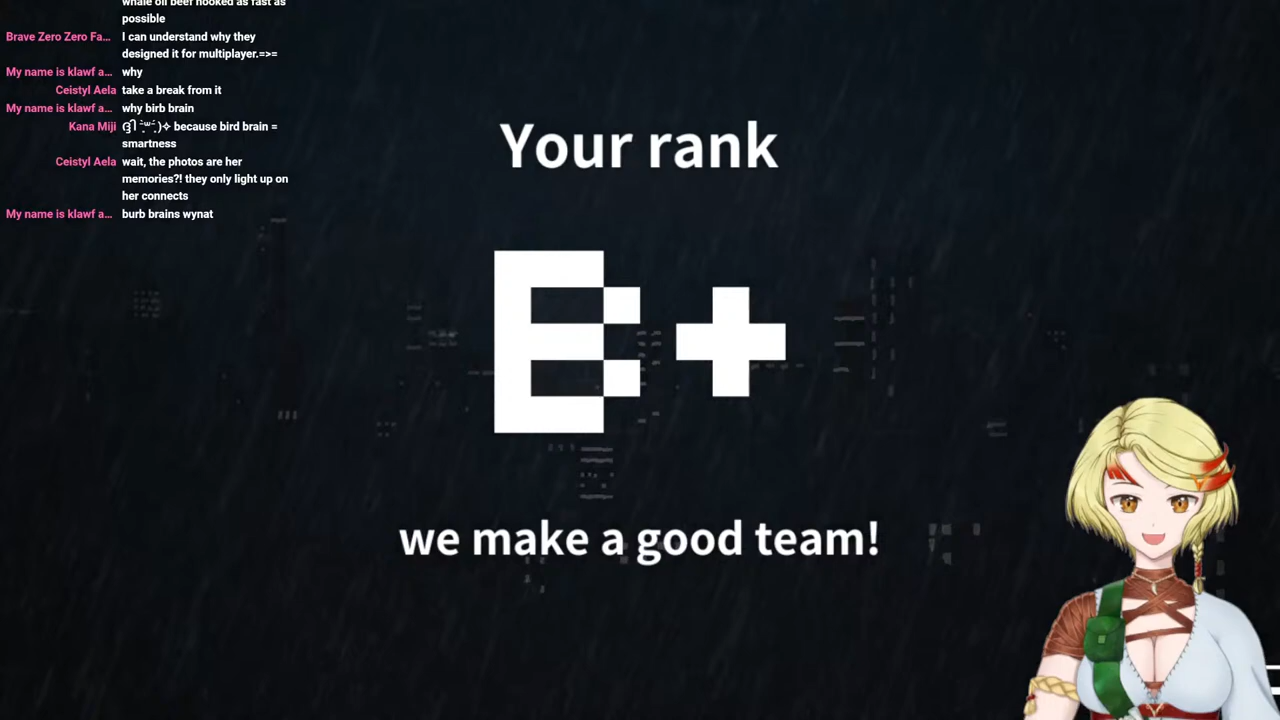 whale oil beef hooked as fast as
possible
Brave Zero Zero Fa... I can understand why they
designed it for multiplayer.=>=
My name is klawf a... why
Ceistyl Aela take a break from it
My name is klawf a... why birb brain
Kana Miji because bird brain =
smartness
Ceistyl Aela wait, the photos are her
memories?! they only light up on
her connects
My name is klawf a... burb brains wynat
Your rank
B+
we make a good team!